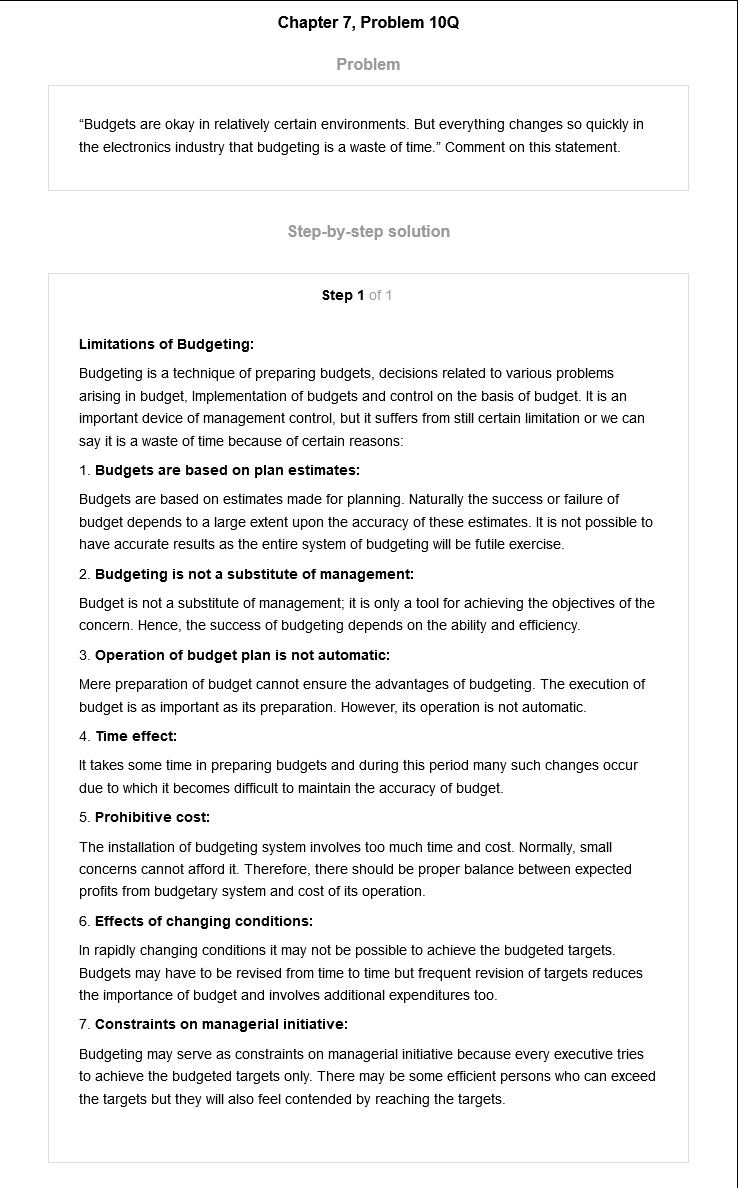 Chapter 7, Problem 10Q
Problem
“Budgets are okay in relatively certain environments. But everything changes so quickly in
the electronics industry that budgeting is a waste of time.” Comment on this statement.
Step-by-step solution
Step 1 of 1
Limitations of Budgeting:
Budgeting is a technique of preparing budgets, decisions related to various problems
arising in budget, Implementation of budgets and control on the basis of budget. It is an
important device of management control, but it suffers from still certain limitation or we can
say it is a waste of time because of certain reasons:
1. Budgets are based on plan estimates:
Budgets are based on estimates made for planning. Naturally the success or failure of
budget depends to a large extent upon the accuracy of these estimates. It is not possible to
have accurate results as the entire system of budgeting will be futile exercise.
2. Budgeting is not a substitute of management:
Budget is not a substitute of management; it is only a tool for achieving the objectives of the
concern. Hence, the success of budgeting depends on the ability and efficiency.
3. Operation of budget plan is not automatic:
Mere preparation of budget cannot ensure the advantages of budgeting. The execution of
budget is as important as its preparation. However, its operation is not automatic.
4. Time effect:
It takes some time in preparing budgets and during this period many such changes occur
due to which it becomes difficult to maintain the accuracy of budget.
5. Prohibitive cost:
The installation of budgeting system involves too much time and cost. Normally, small
concerns cannot afford it. Therefore, there should be proper balance between expected
profits from budgetary system and cost of its operation.
6. Effects of changing conditions:
In rapidly changing conditions it may not be possible to achieve the budgeted targets.
Budgets may have to be revised from time to time but frequent revision of targets reduces
the importance of budget and involves additional expenditures too.
7. Constraints on managerial initiative:
Budgeting may serve as constraints on managerial initiative because every executive tries
to achieve the budgeted targets only. There may be some efficient persons who can exceed
the targets but they will also feel contended by reaching the targets.